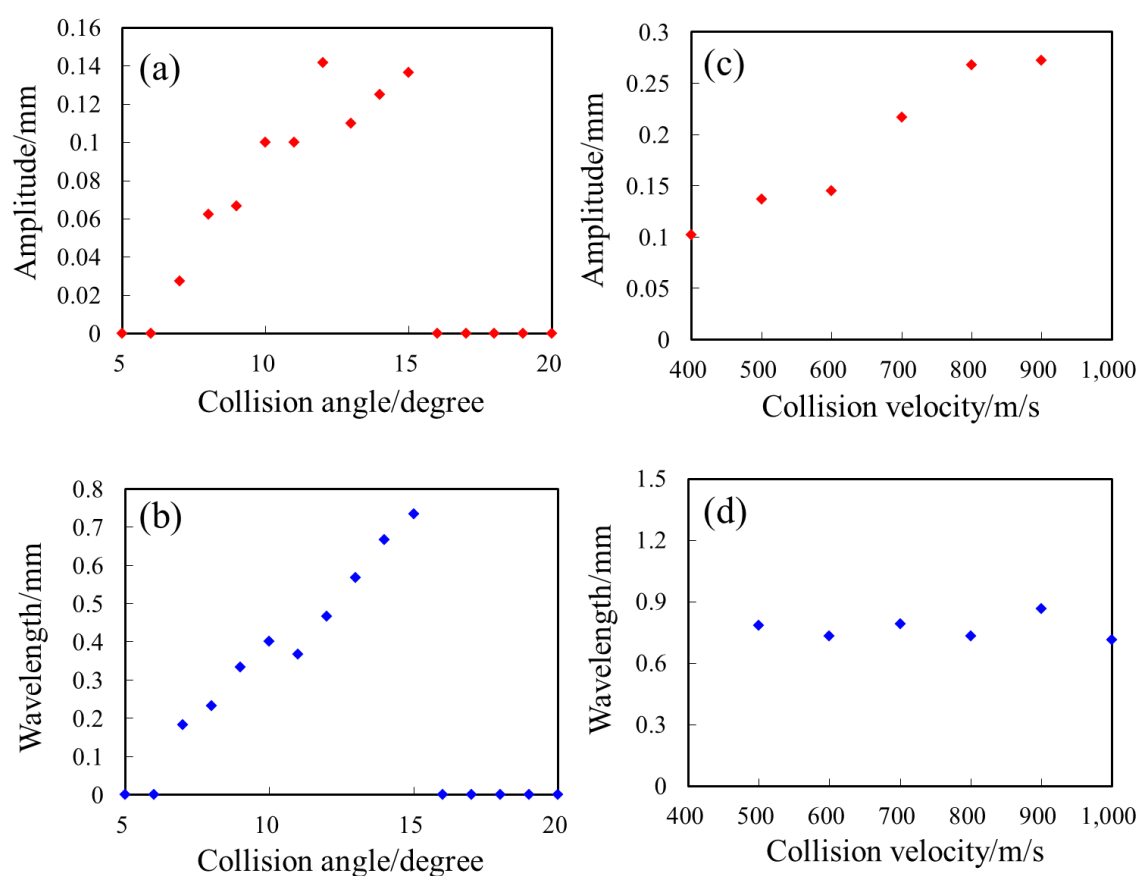 (a)
0.16
0.14
0.12
0.1
0.08
0.06
0.04
0.02
0
5 10 15 20
Amplitude/mm
Collision angle/degree
(c)
0.3
0.25
0.2
0.15
0.1
0.05
0
400 500 600 700 800 900 1,000
Amplitude/mm
Collision velocity/m/s
(b)
0.8
0.7
0.6
0.5
0.4
0.3
0.2
0.1
0
5 10 15 20
Wavelength/mm
Collision angle/degree
(d)
1.5
1.2
0.9
0.6
0.3
0
400 500 600 700 800 900 1,000
Wavelength/mm
Collision velocity/m/s